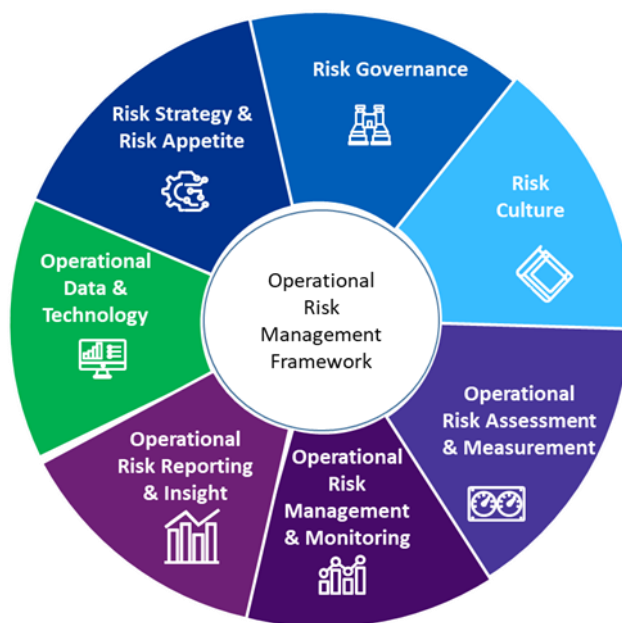 Risk Governance
Risk Strategy &
Risk Appetite
Risk
Culture
Operational
Data &
Technology
Operational
Risk
Management
Framework
Operational
Risk Assessment
& Measurement
Operational
Risk Reporting
& Insight
Operational
Risk
Management
& Monitoring